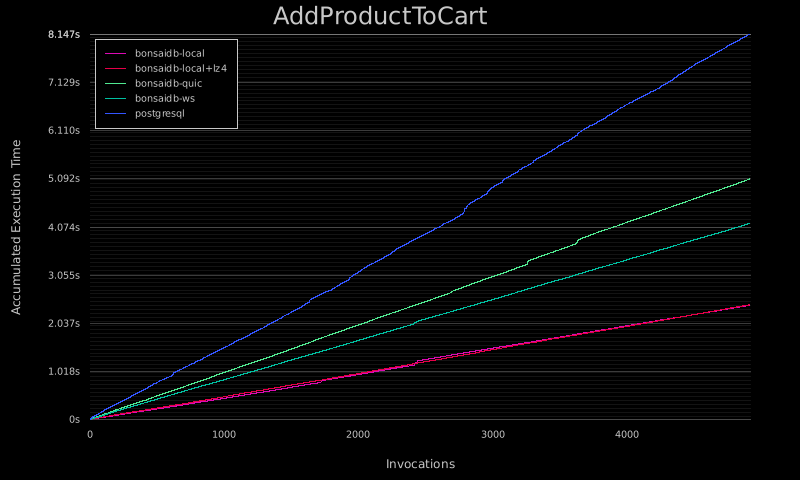 AddProductToCart
8.147s
7.129s
6.110s
5.092s
4.074s
3.055s
2.037s
1.018s
0s
bonsaidb-local
bonsaidb-local+lz4
bonsaidb-quic
bonsaidb-ws
postgresql
Accumulated Execution Time
0 1000 2000 3000 4000
Invocations